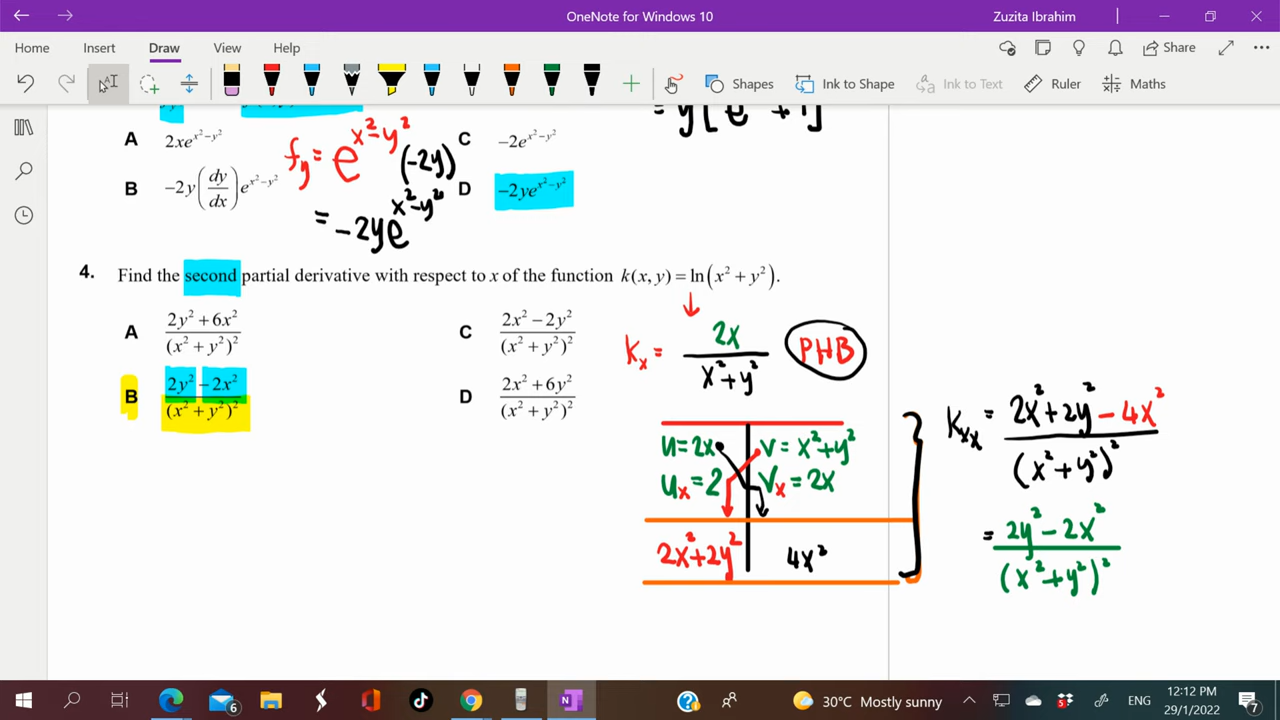 OneNote for Windows 10
Zuzita Ibrahim
Home Insert Draw View Help
Share
Shapes Ink to Shape Ink to Text Ruler Maths
= y[e + 1]
A 2xe^{x²−y²}
C −2e^{x²−y²}
B −2y(dy/dx)e^{x²−y²}
D −2ye^{x²−y²}
f_y = e^{x²−y²} (−2y)
= −2ye^{x²−y²}
4. Find the second partial derivative with respect to x of the function k(x, y) = ln(x² + y²).
A (2y² + 6x²)/(x² + y²)²
C (2x² − 2y²)/(x² + y²)²
B (2y² − 2x²)/(x² + y²)²
D (2x² + 6y²)/(x² + y²)²
K_x = 2x/(x² + y²) PHB
u = 2x v = x² + y²
u_x = 2 v_x = 2x
2x² + 2y² 4x²
K_xx = (2x² + 2y² − 4x²)/(x² + y²)²
= (2y² − 2x²)/(x² + y²)²
6
5
30°C Mostly sunny
ENG
12:12 PM
29/1/2022
7